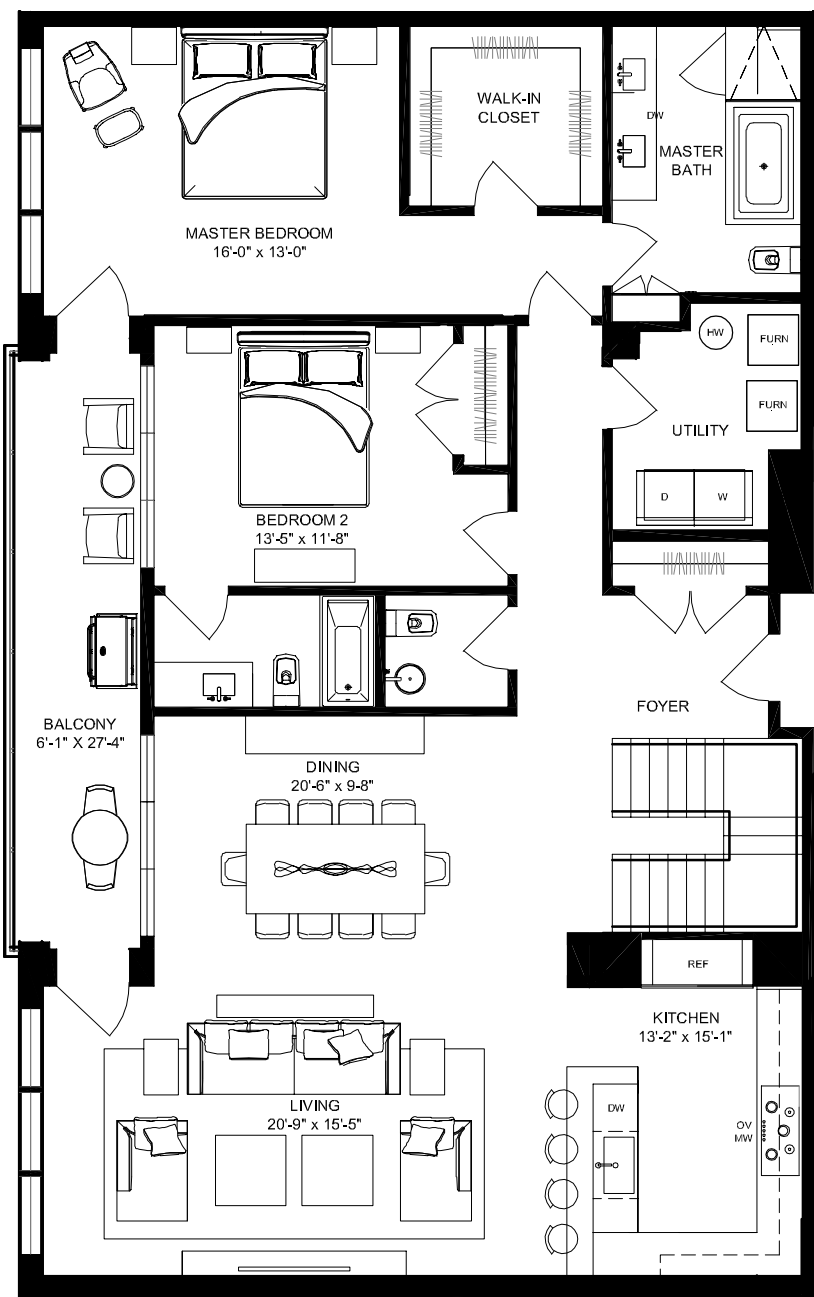 WALK-IN
CLOSET
DW
MASTER
BATH
MASTER BEDROOM
16'-0" x 13'-0"
HW
FURN
FURN
UTILITY
D
W
BEDROOM 2
13'-5" x 11'-8"
FOYER
BALCONY
6'-1" X 27'-4"
DINING
20'-6" x 9-8"
REF
KITCHEN
13'-2" x 15'-1"
LIVING
20'-9" x 15'-5"
DW
OV
MW